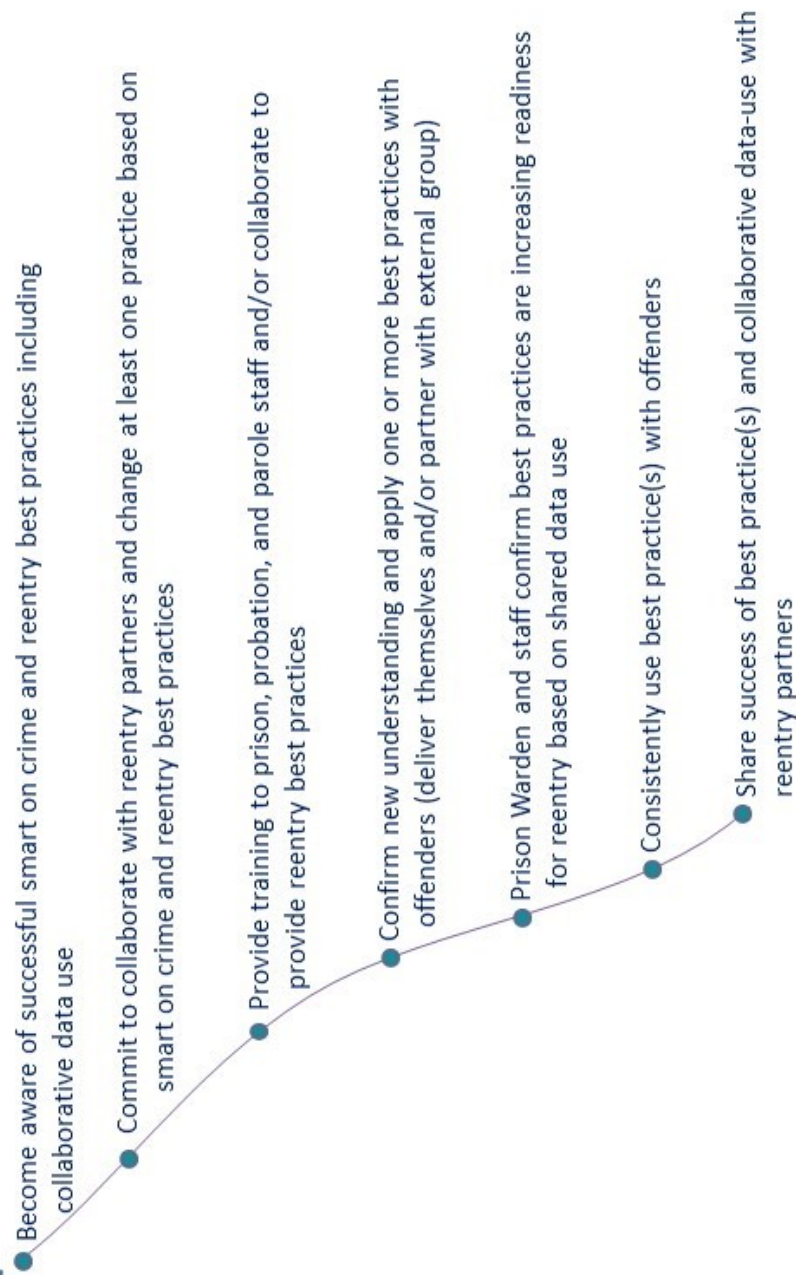 Become aware of successful smart on crime and reentry best practices including
collaborative data use
Commit to collaborate with reentry partners and change at least one practice based on
smart on crime and reentry best practices
Provide training to prison, probation, and parole staff and/or collaborate to
provide reentry best practices
Confirm new understanding and apply one or more best practices with
offenders (deliver themselves and/or partner with external group)
Prison Warden and staff confirm best practices are increasing readiness
for reentry based on shared data use
Consistently use best practice(s) with offenders
Share success of best practice(s) and collaborative data-use with
reentry partners